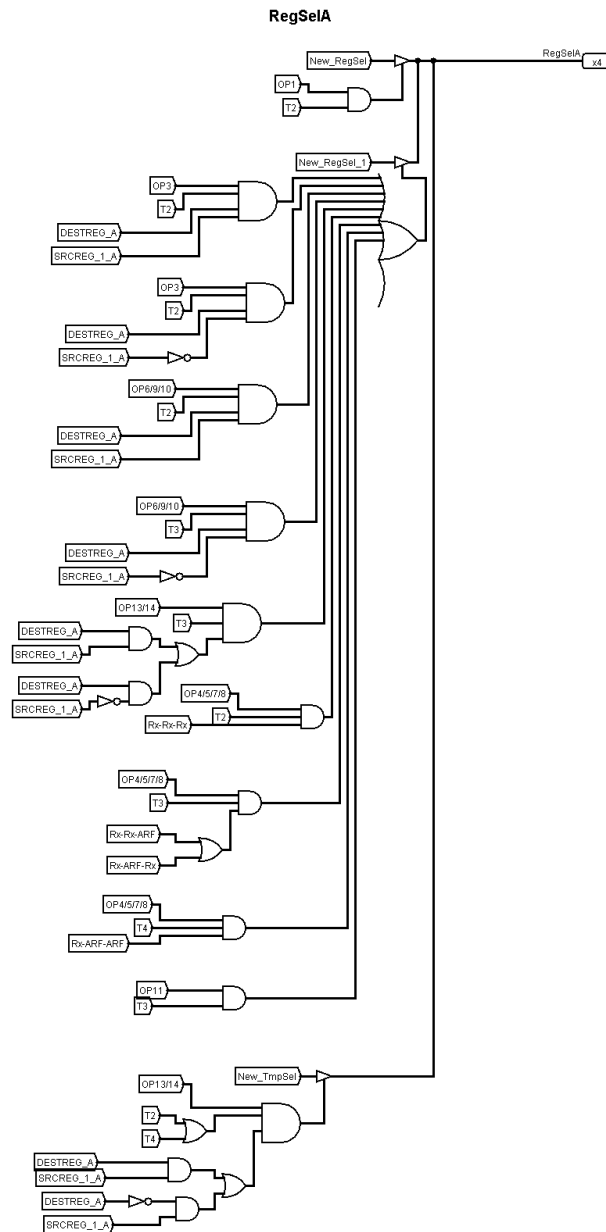 RegSelA
New_RegSel
RegSelA
x4
OP1
T2
New_RegSel_1
OP3
T2
DESTREG_A
SRCREG_1_A
OP3
T2
DESTREG_A
SRCREG_1_A
OP6/9/10
T2
DESTREG_A
SRCREG_1_A
OP6/9/10
T3
DESTREG_A
SRCREG_1_A
OP13/14
T3
DESTREG_A
SRCREG_1_A
DESTREG_A
SRCREG_1_A
OP4/5/7/8
T2
Rx-Rx-Rx
OP4/5/7/8
T3
Rx-Rx-ARF
Rx-ARF-Rx
OP4/5/7/8
T4
Rx-ARF-ARF
OP11
T3
New_TmpSel
OP13/14
T2
T4
DESTREG_A
SRCREG_1_A
DESTREG_A
SRCREG_1_A